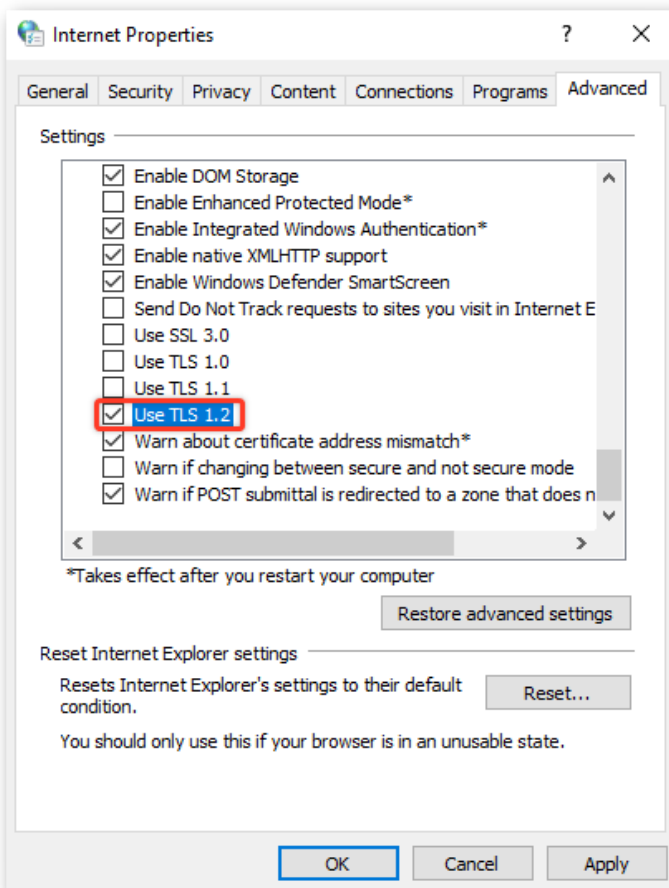 Internet Properties
?
General Security Privacy Content Connections Programs Advanced
Settings
Enable DOM Storage
Enable Enhanced Protected Mode*
Enable Integrated Windows Authentication*
Enable native XMLHTTP support
Enable Windows Defender SmartScreen
Send Do Not Track requests to sites you visit in Internet E
Use SSL 3.0
Use TLS 1.0
Use TLS 1.1
Use TLS 1.2
Warn about certificate address mismatch*
Warn if changing between secure and not secure mode
Warn if POST submittal is redirected to a zone that does n
*Takes effect after you restart your computer
Restore advanced settings
Reset Internet Explorer settings
Resets Internet Explorer's settings to their default
condition.
Reset...
You should only use this if your browser is in an unusable state.
OK Cancel Apply